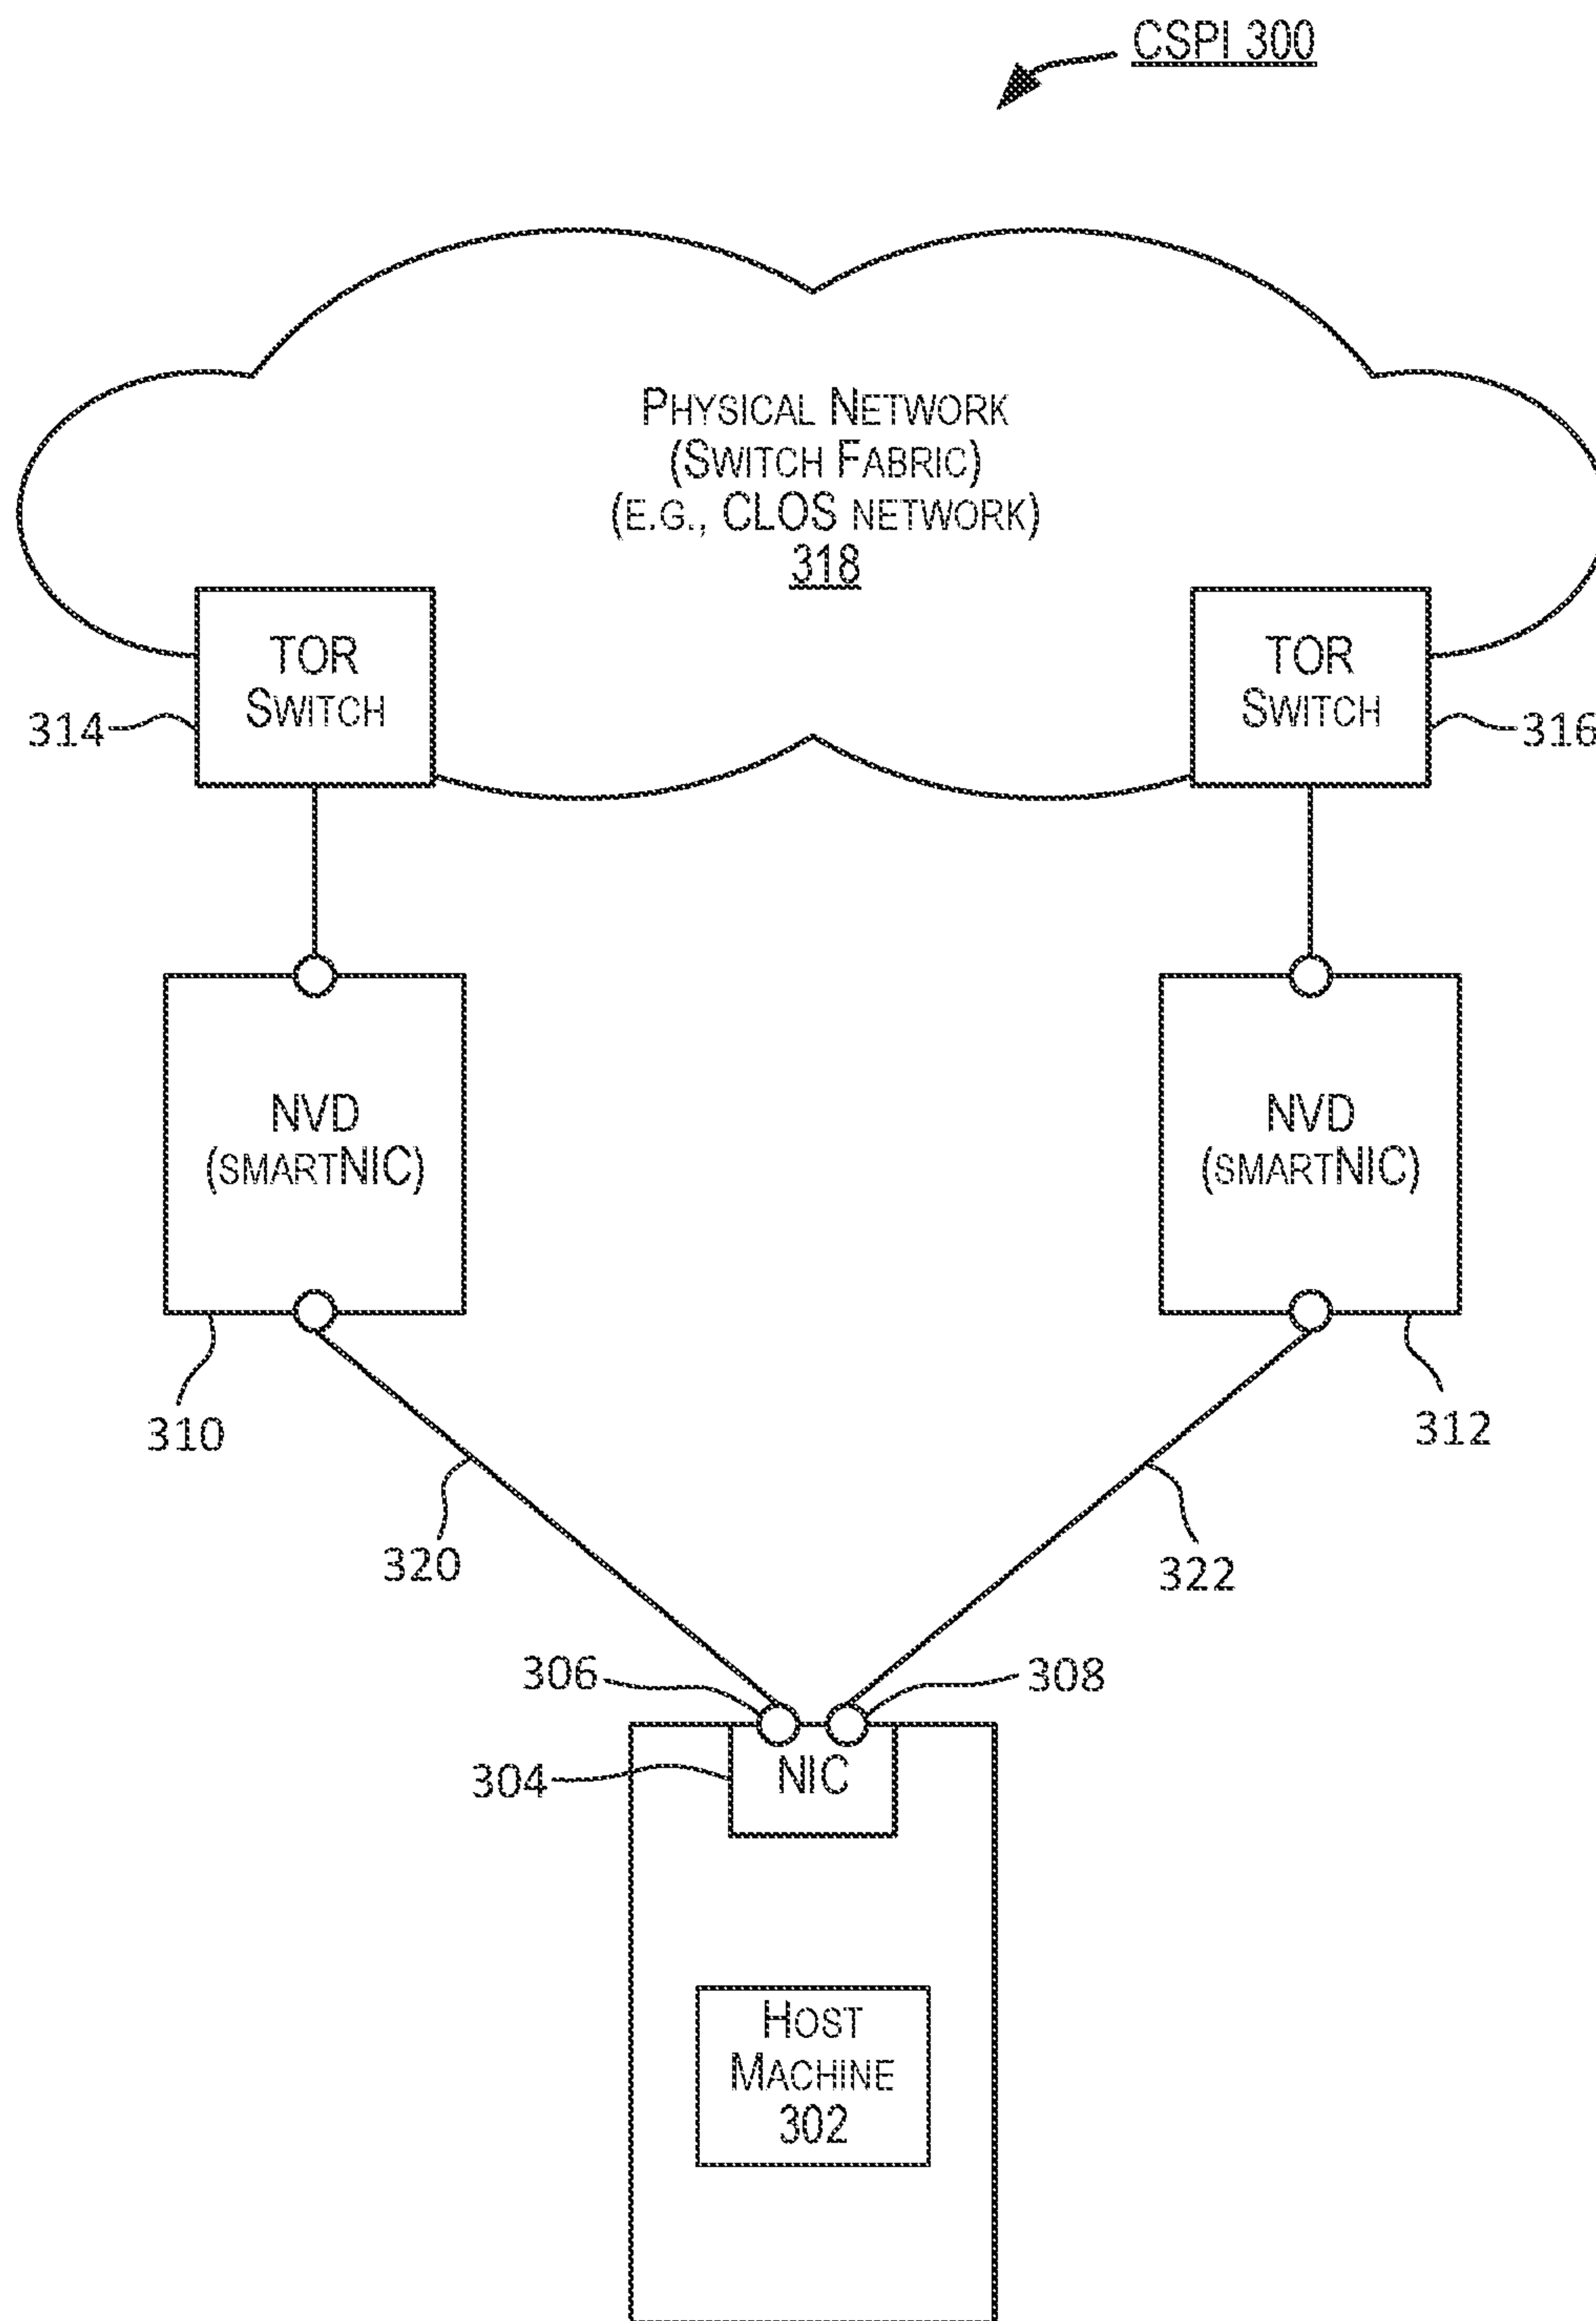 CSPI 300
PHYSICAL NETWORK
(SWITCH FABRIC)
(E.G., CLOS NETWORK)
318
TOR
SWITCH
314
TOR
SWITCH
316
NVD
(SMARTNIC)
310
NVD
(SMARTNIC)
312
320
322
306
308
304
NIC
HOST
MACHINE
302